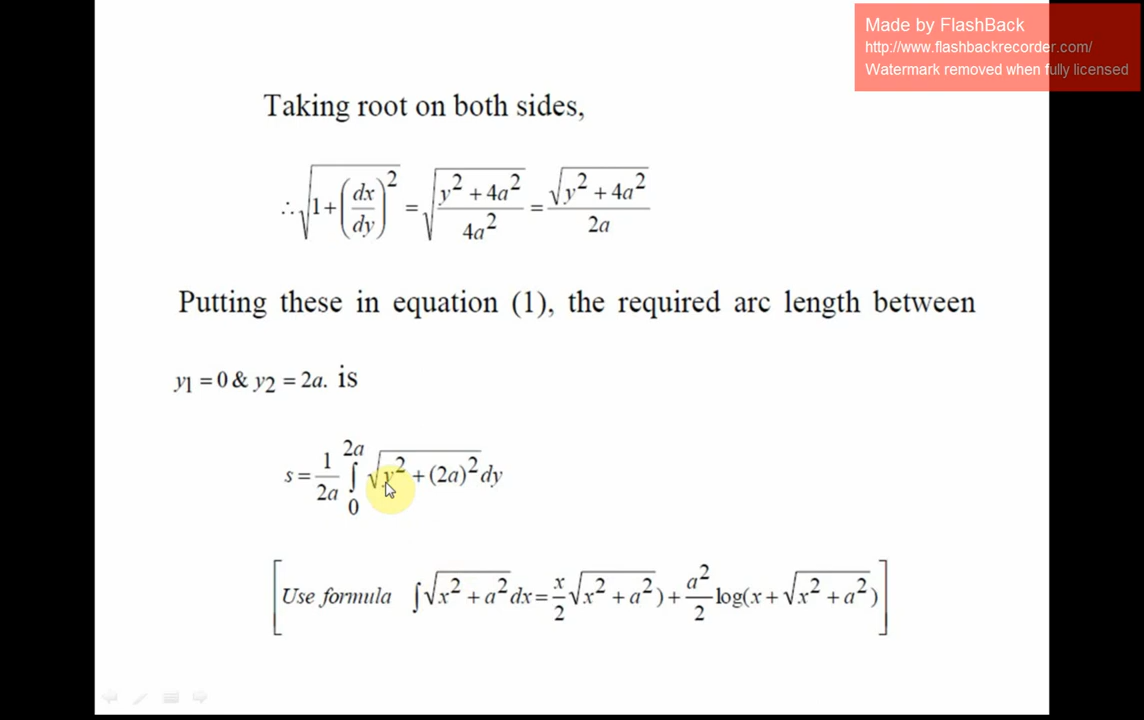 Made by FlashBack
http://www.flashbackrecorder.com/
Watermark removed when fully licensed
Taking root on both sides,
∴√(1+(dx/dy)²) = √((y²+4a²)/4a²) = √(y²+4a²)/2a
Putting these in equation (1), the required arc length between
y₁ = 0 & y₂ = 2a. is
s = 1/2a ∫₀²ᵃ √(y²+(2a)²) dy
[Use formula ∫√(x²+a²) dx = x/2 √(x²+a²)) + a²/2 log(x+√(x²+a²))]